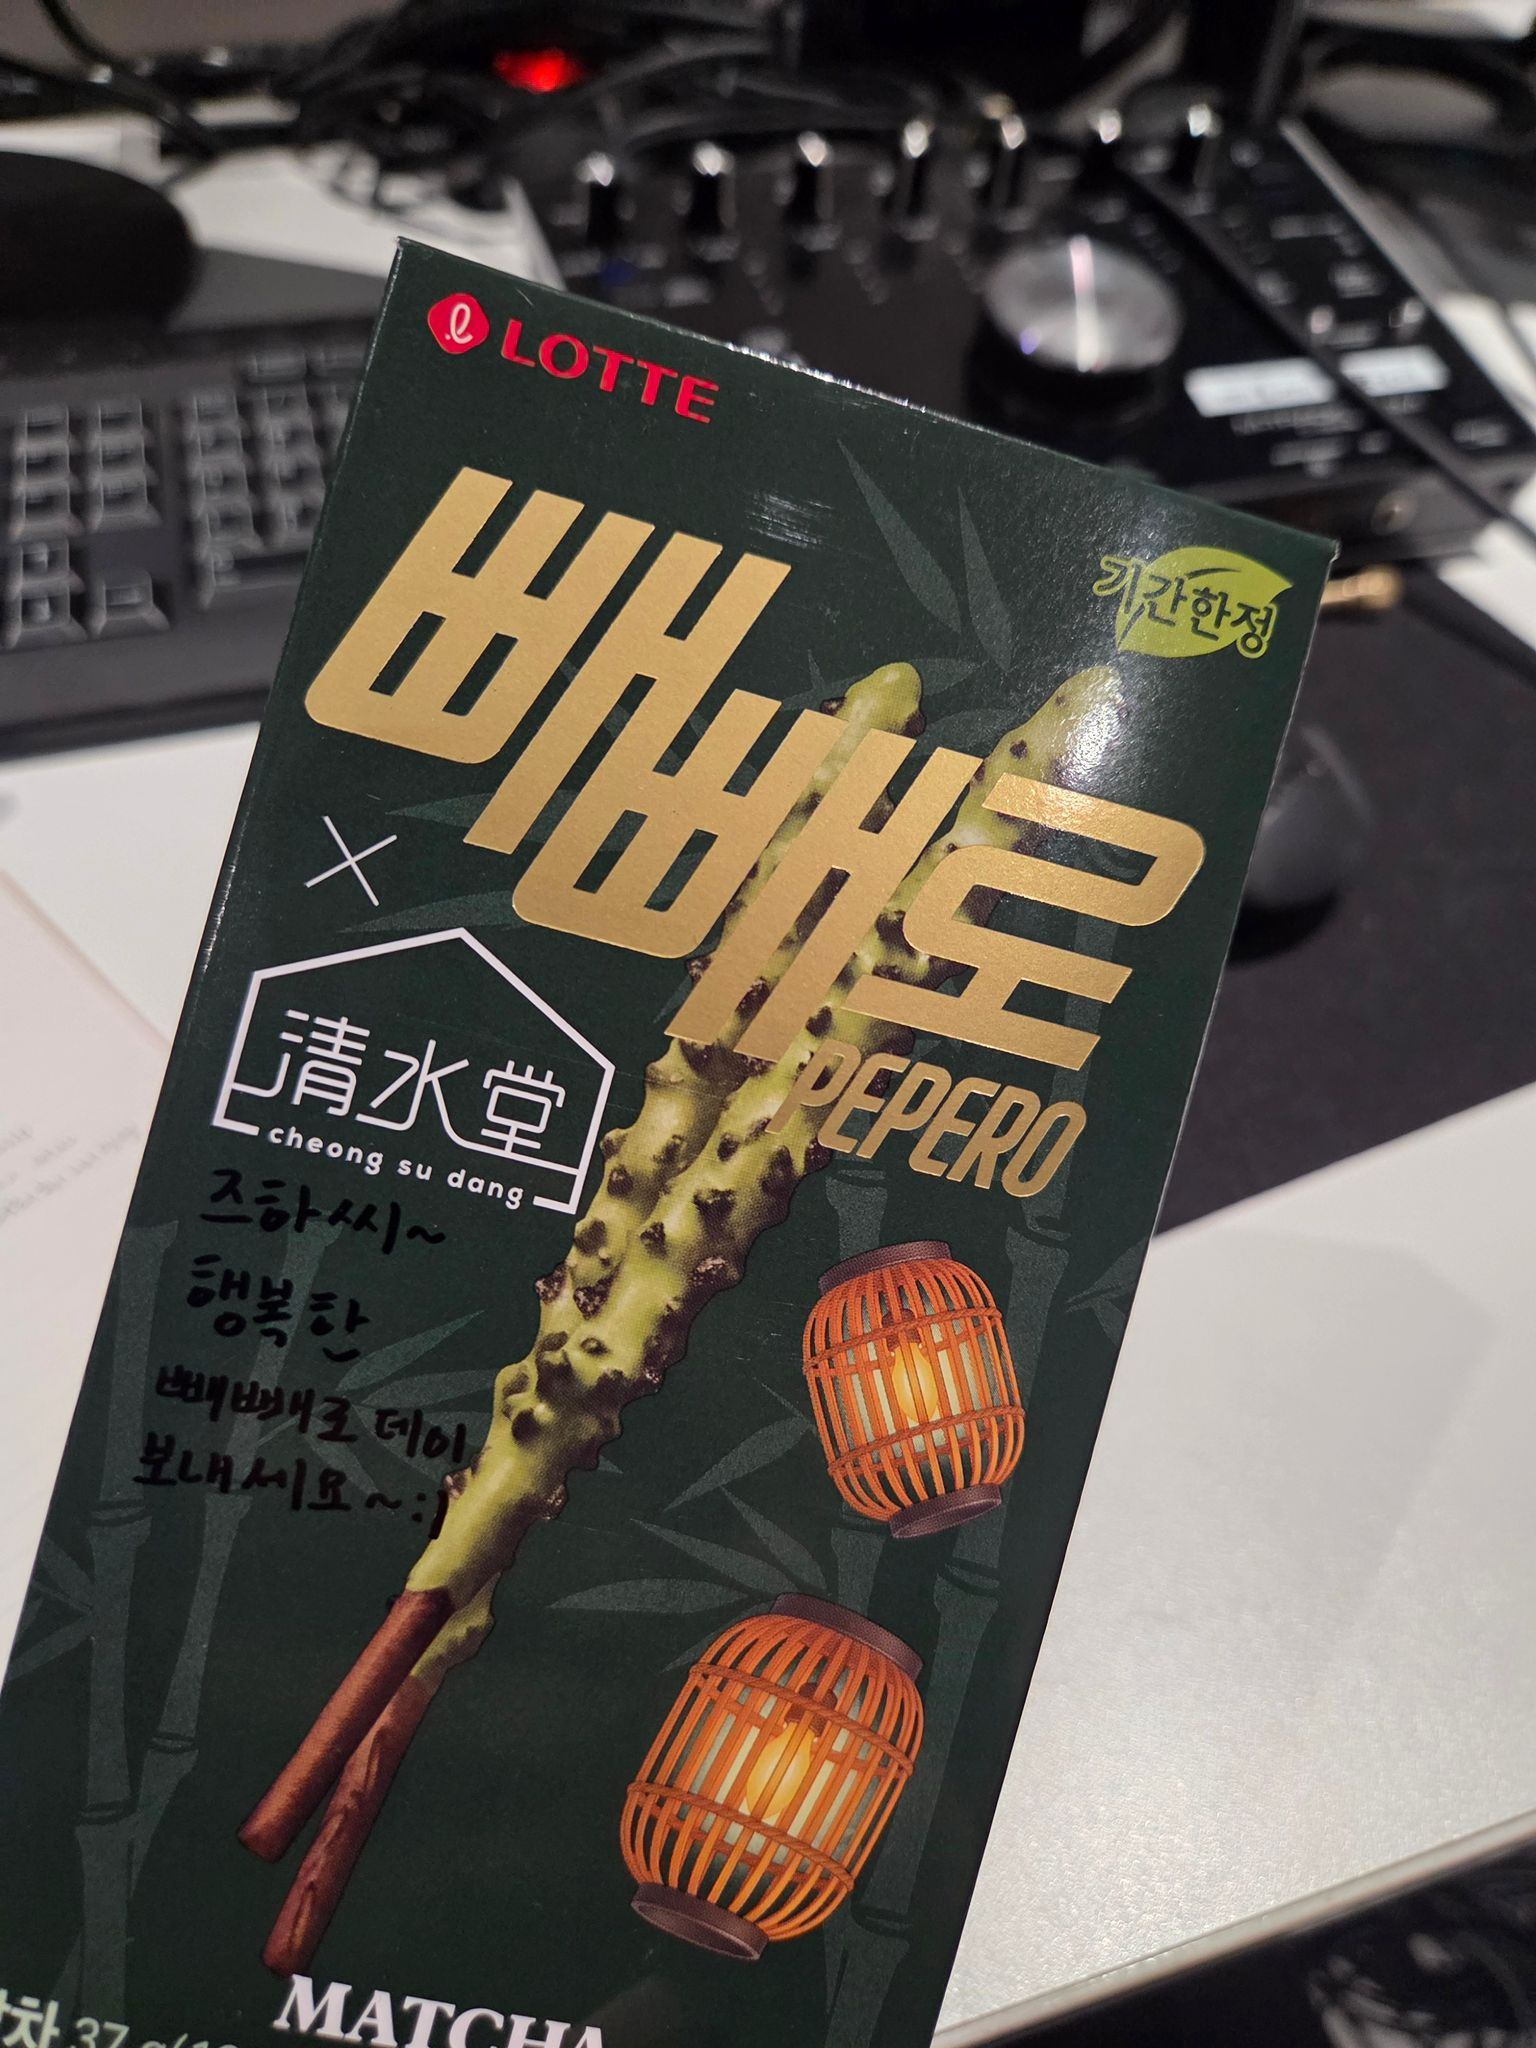 LOTTE
빼빼로
기간한정
PEPERO
×
清水堂
cheong su dang
즈하씨~
행복한
빼빼로 데이
보내세요~:)
MATCHA
37 g